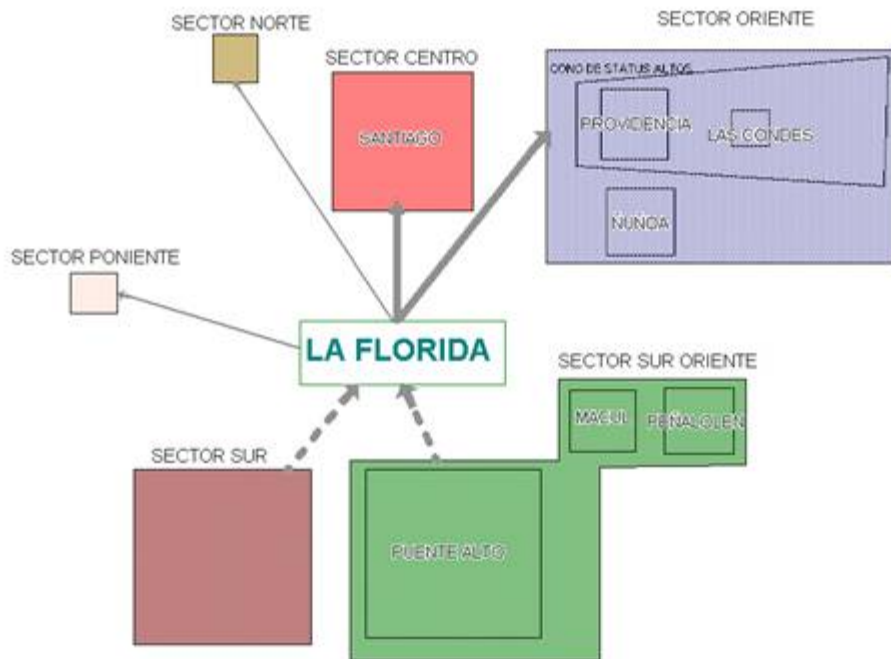 SECTOR ORIENTE
SECTOR NORTE
SECTOR CENTRO
CONO DE STATUS ALTOS
PROVIDENCIA
LAS CONDES
SANTIAGO
ÑUÑOA
SECTOR PONIENTE
LA FLORIDA
SECTOR SUR ORIENTE
MACUL
PEÑALOLEN
SECTOR SUR
PUENTE ALTO